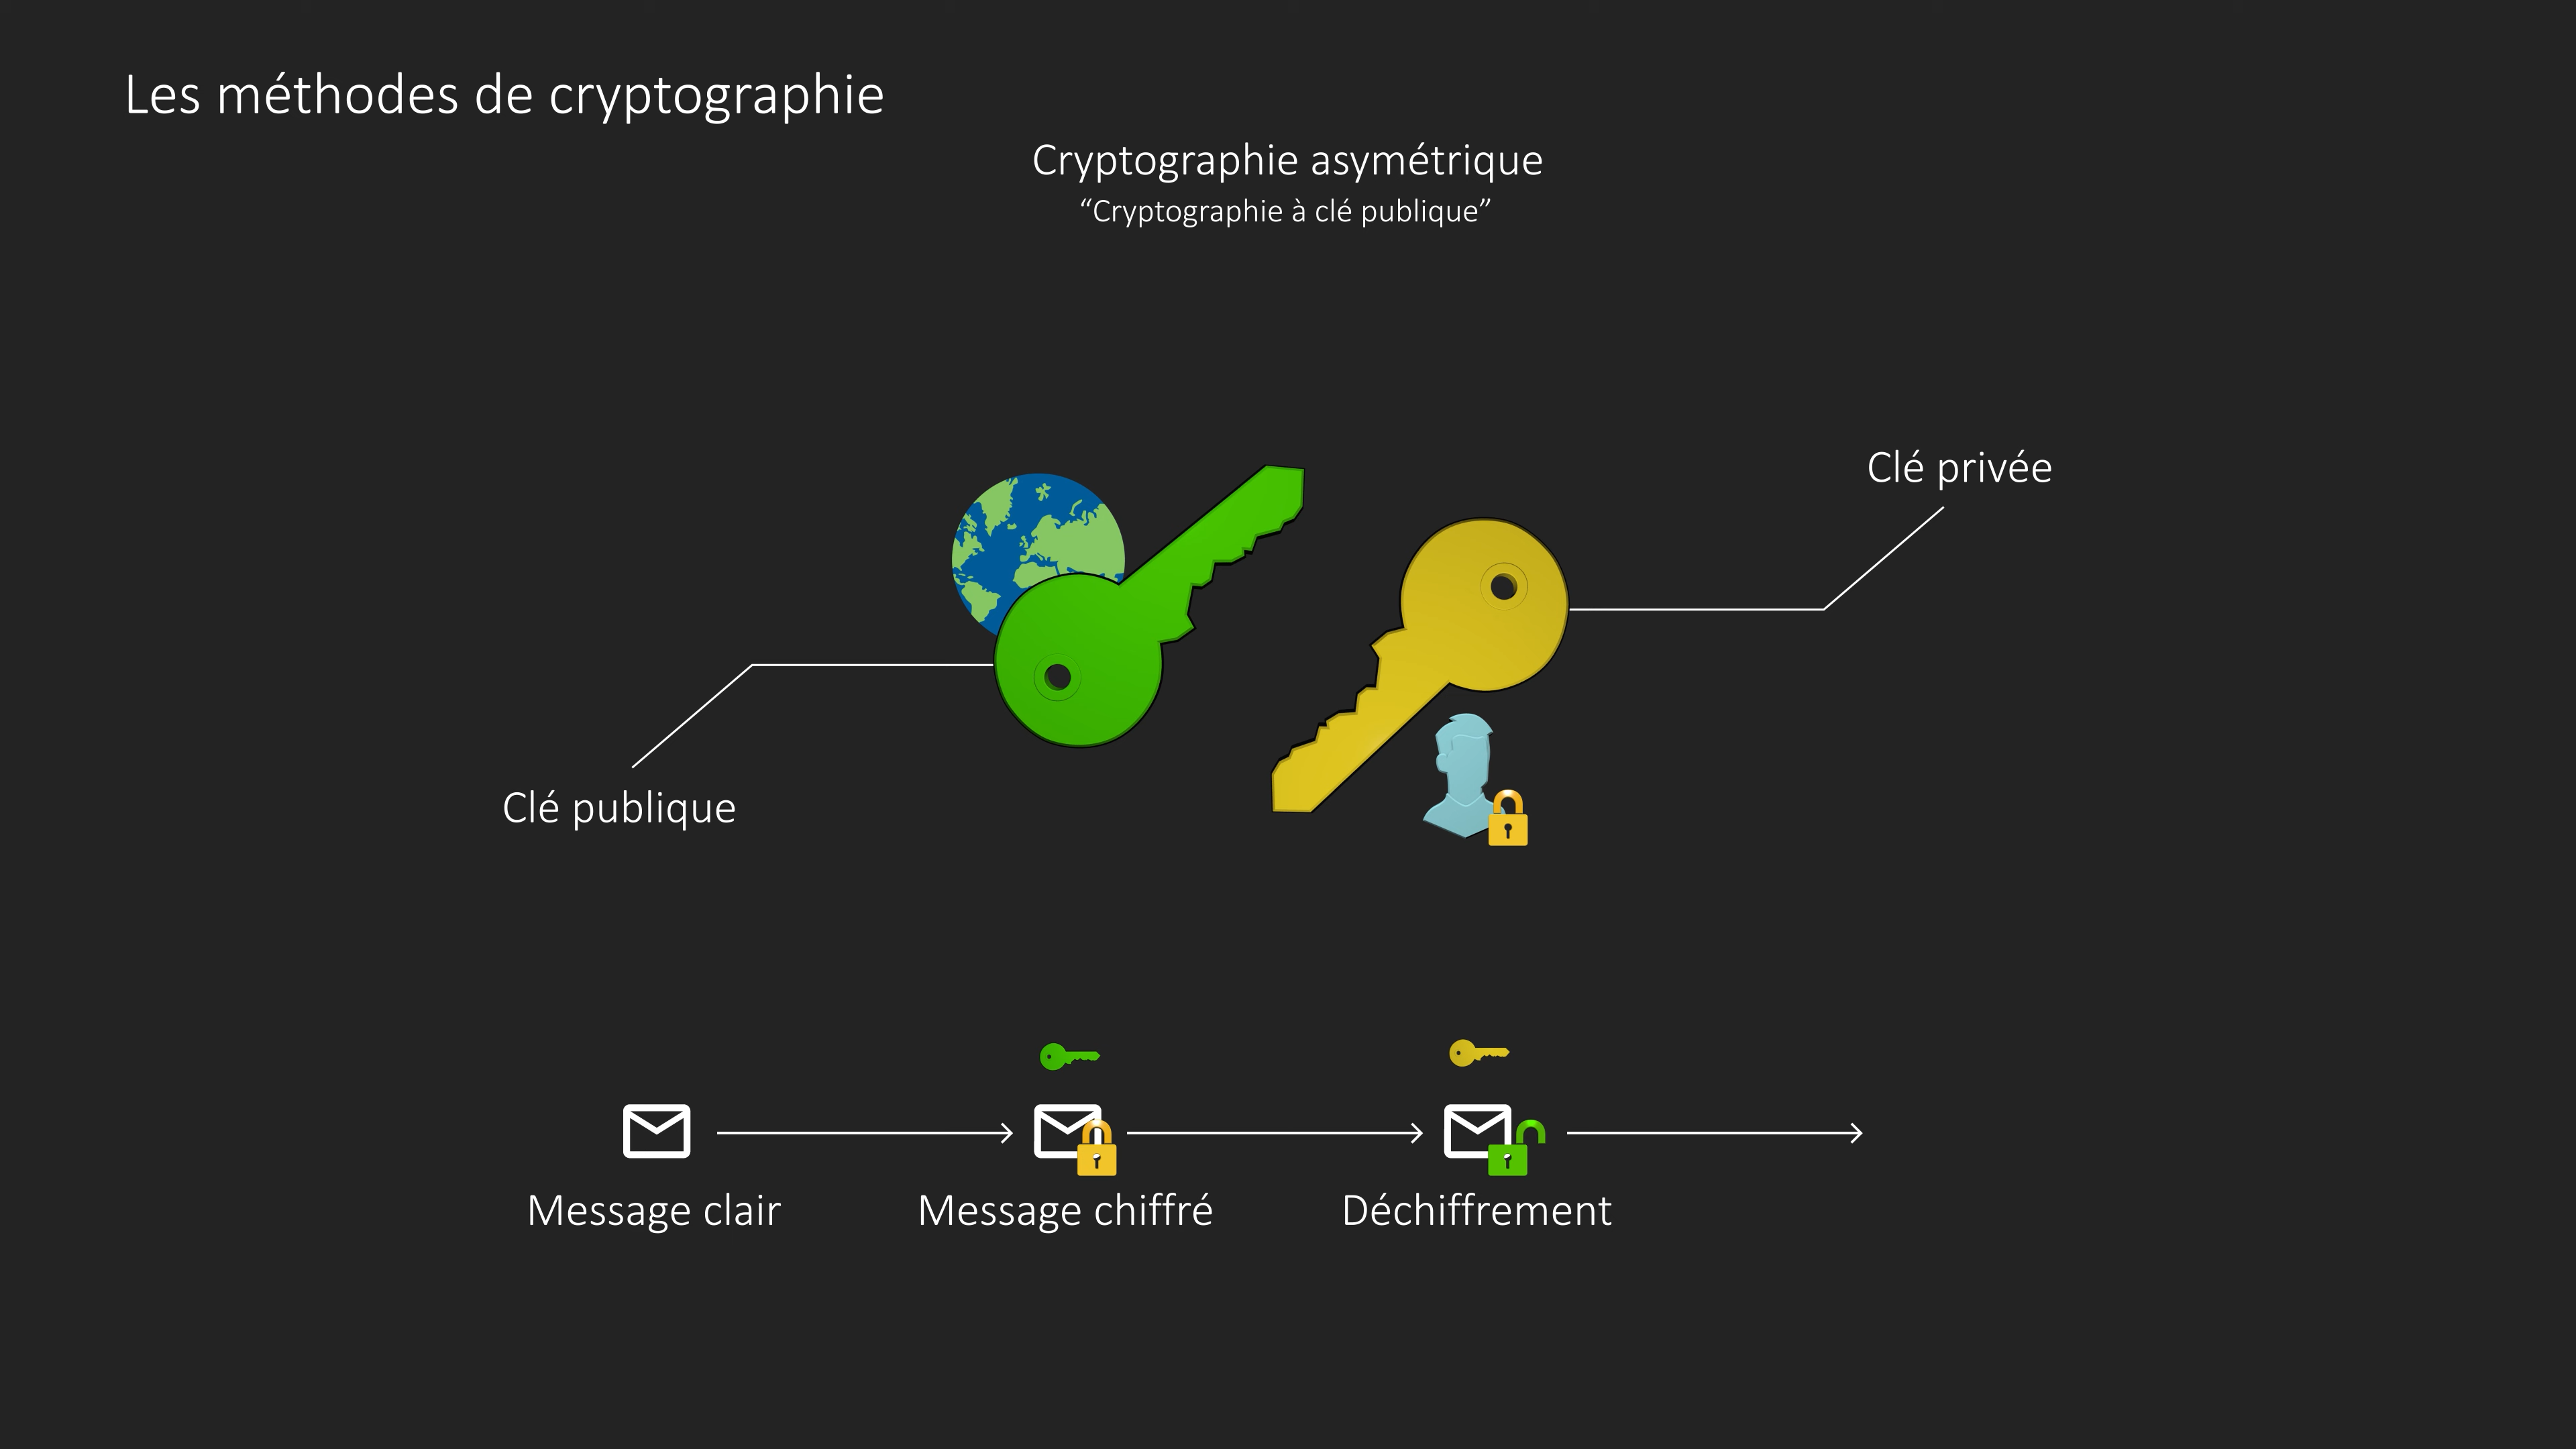 Les méthodes de cryptographie
Cryptographie asymétrique
“Cryptographie à clé publique”
Clé privée
Clé publique
Message clair
Message chiffré
Déchiffrement